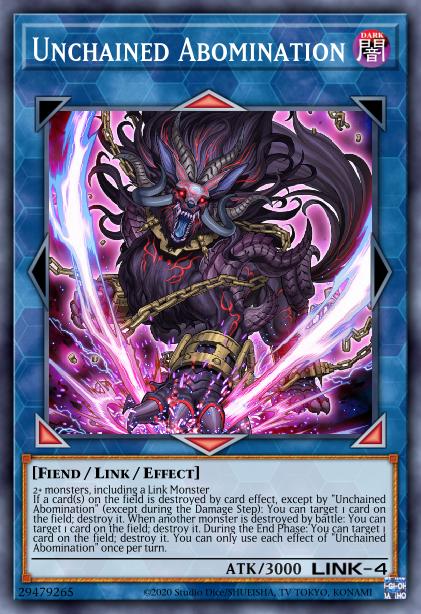 UNCHAINED ABOMINATION
DARK
闇
[FIEND / LINK / EFFECT]
2+ monsters, including a Link Monster
If a card(s) on the field is destroyed by card effect, except by "Unchained
Abomination" (except during the Damage Step): You can target 1 card on
the field; destroy it. When another monster is destroyed by battle: You can
target 1 card on the field; destroy it. During the End Phase: You can target 1
card on the field; destroy it. You can only use each effect of "Unchained
Abomination" once per turn.
ATK/3000 LINK-4
29479265 ©2020 Studio Dice/SHUEISHA, TV TOKYO, KONAMI